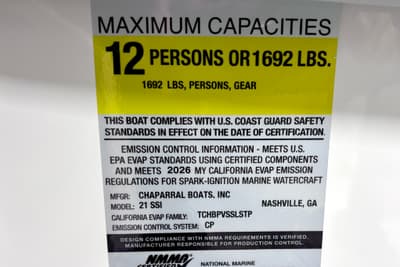 MAXIMUM CAPACITIES
12 PERSONS OR 1692 LBS.
1692 LBS, PERSONS, GEAR
THIS BOAT COMPLIES WITH U.S. COAST GUARD SAFETY
STANDARDS IN EFFECT ON THE DATE OF CERTIFICATION.
EMISSION CONTROL INFORMATION - MEETS U.S.
EPA EVAP STANDARDS USING CERTIFIED COMPONENTS
AND MEETS 2026 MY CALIFORNIA EVAP EMISSION
REGULATIONS FOR SPARK-IGNITION MARINE WATERCRAFT
MFGR: CHAPARRAL BOATS, INC
MODEL: 21 SSI NASHVILLE, GA
CALIFORNIA EVAP FAMILY: TCHBPVSSLSTP
EMISSION CONTROL SYSTEM: CP
DESIGN COMPLIANCE WITH NMMA REQUIREMENTS IS VERIFIED.
MANUFACTURER RESPONSIBLE FOR PRODUCTION CONTROL
NMMA
CERTIFIED NATIONAL MARINE